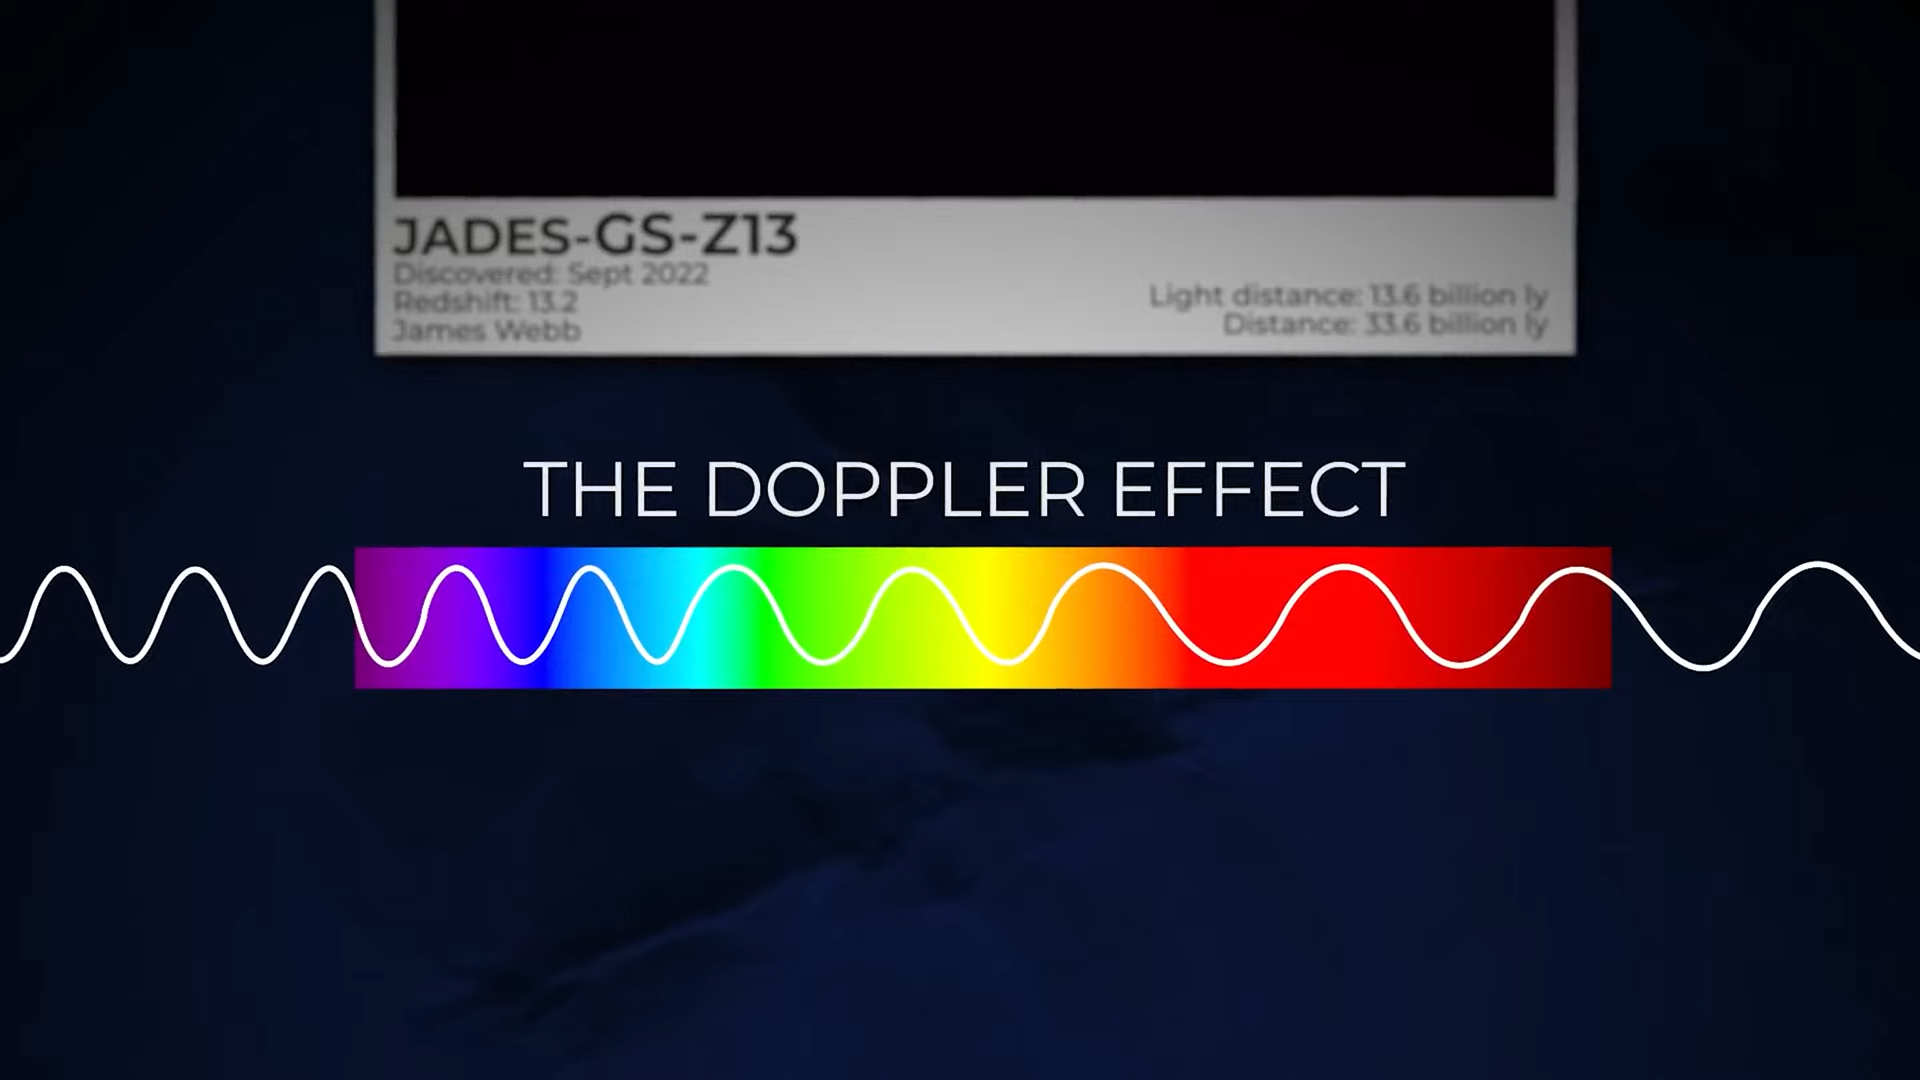 JADES-GS-Z13
Discovered: Sept 2022
Redshift: 13.2
James Webb
Light distance: 13.6 billion ly
Distance: 33.6 billion ly
THE DOPPLER EFFECT